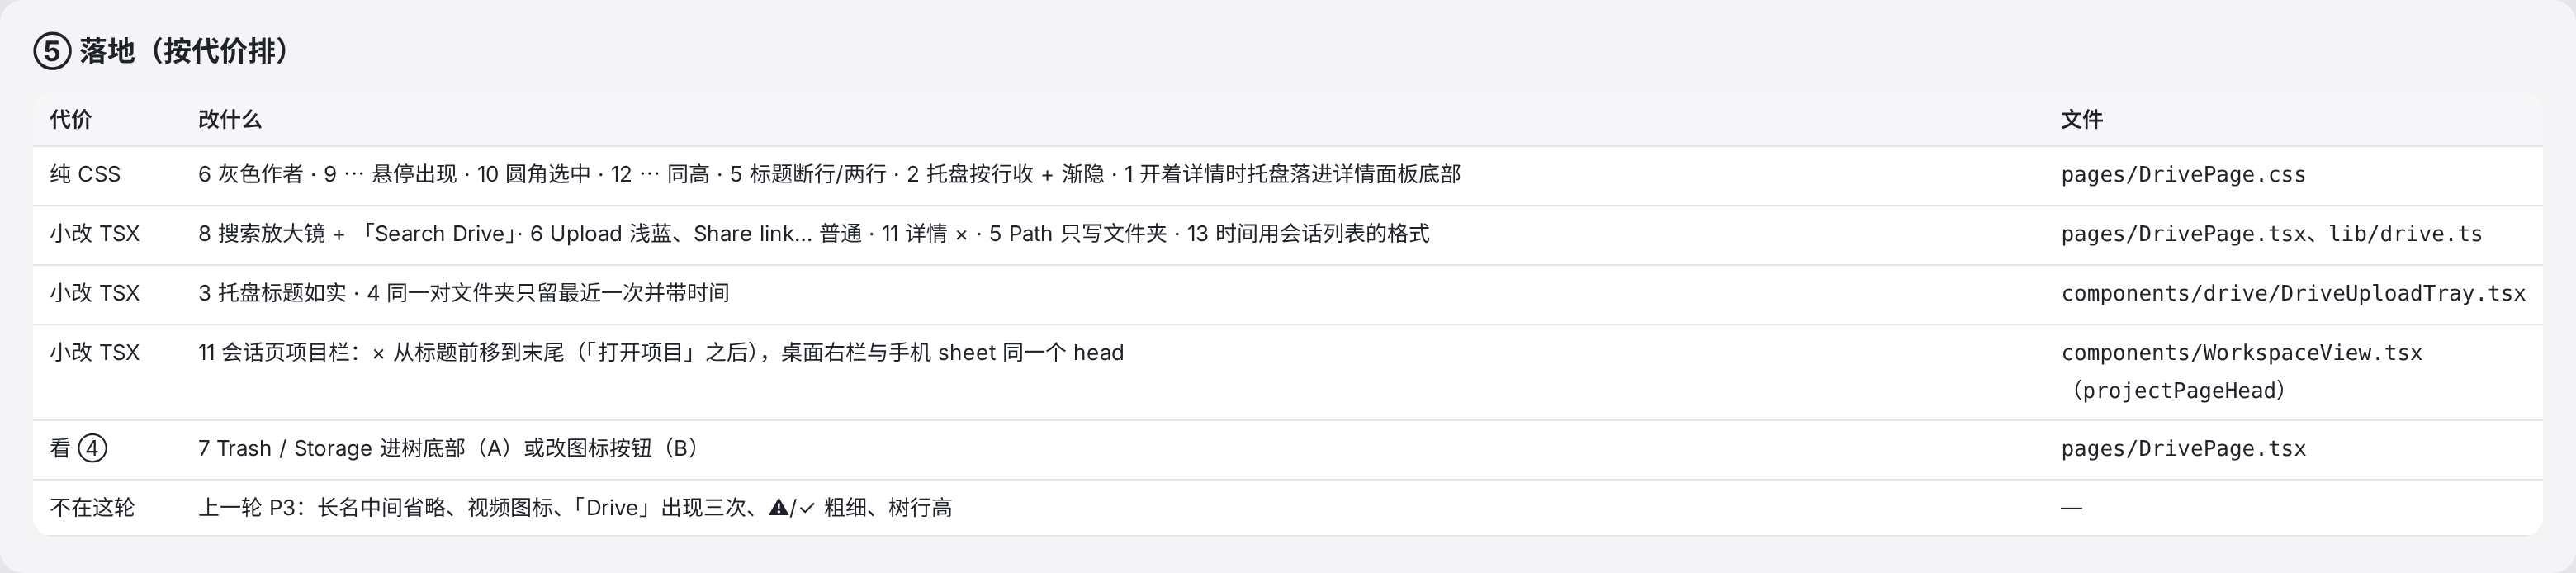 ⑤ 落地（按代价排）
代价 改什么 文件
纯 CSS 6 灰色作者 · 9 ··· 悬停出现 · 10 圆角选中 · 12 ··· 同高 · 5 标题断行/两行 · 2 托盘按行收 + 渐隐 · 1 开着详情时托盘落进详情面板底部 pages/DrivePage.css
小改 TSX 8 搜索放大镜 + 「Search Drive」· 6 Upload 浅蓝、Share link... 普通 · 11 详情 × · 5 Path 只写文件夹 · 13 时间用会话列表的格式 pages/DrivePage.tsx、lib/drive.ts
小改 TSX 3 托盘标题如实 · 4 同一对文件夹只留最近一次并带时间 components/drive/DriveUploadTray.tsx
小改 TSX 11 会话页项目栏：× 从标题前移到末尾（「打开项目」之后），桌面右栏与手机 sheet 同一个 head components/WorkspaceView.tsx
（projectPageHead）
看 ④ 7 Trash / Storage 进树底部（A）或改图标按钮（B） pages/DrivePage.tsx
不在这轮 上一轮 P3：长名中间省略、视频图标、「Drive」出现三次、⚠/✓ 粗细、树行高 —